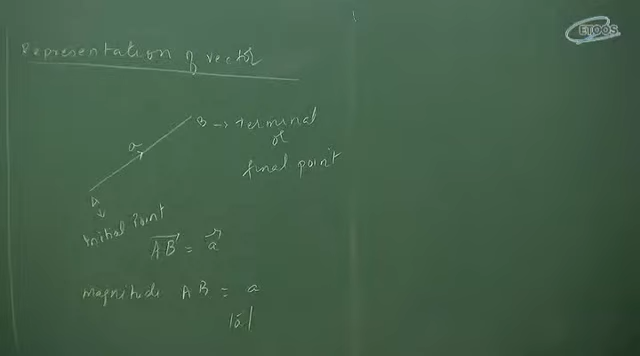 ETOOS
Representation of vector
a
B → Terminal
or
final point
A
↓
Initial Point
AB⃗ = a⃗
Magnitude AB = a
|a⃗|